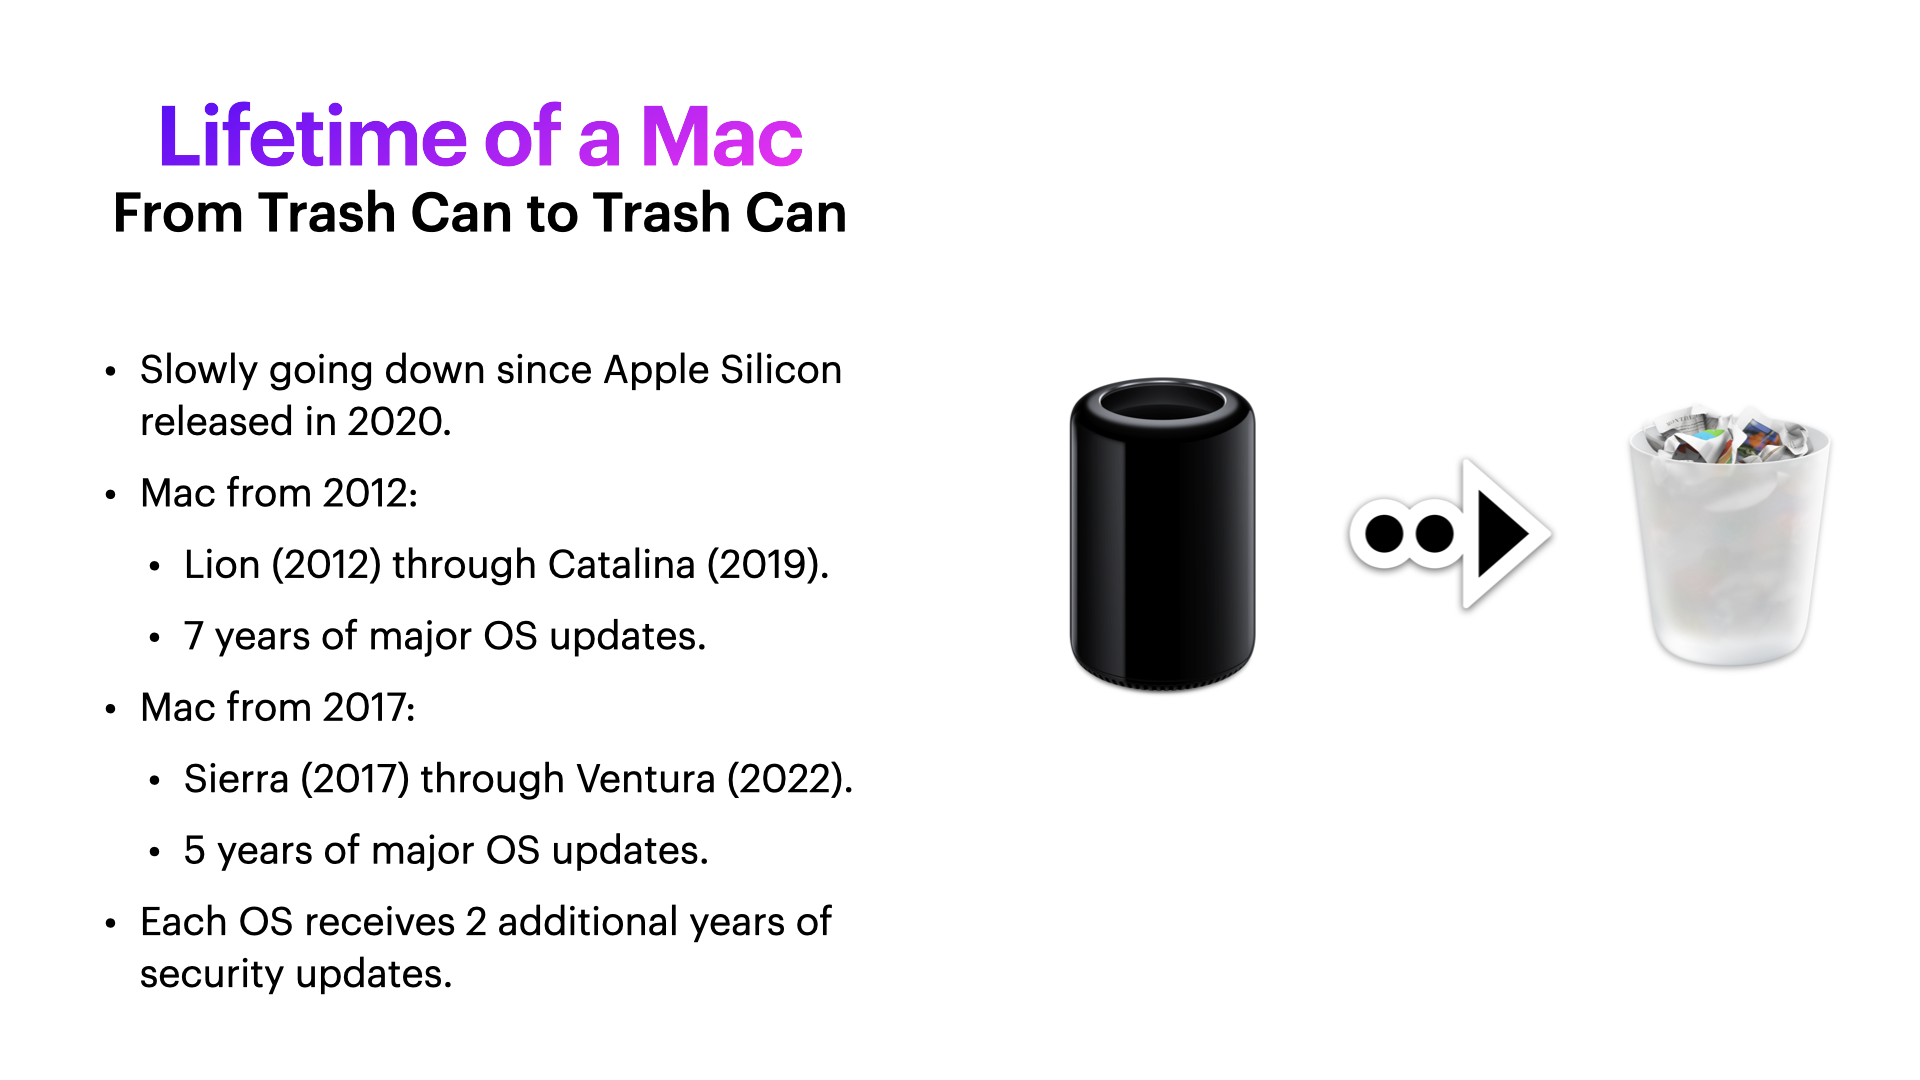 Lifetime of a Mac
From Trash Can to Trash Can
• Slowly going down since Apple Silicon
released in 2020.
• Mac from 2012:
• Lion (2012) through Catalina (2019).
• 7 years of major OS updates.
• Mac from 2017:
• Sierra (2017) through Ventura (2022).
• 5 years of major OS updates.
• Each OS receives 2 additional years of
security updates.